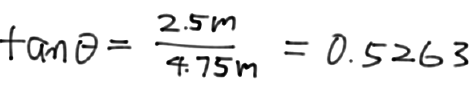 tanθ = 2.5m / 4.75m = 0.5263